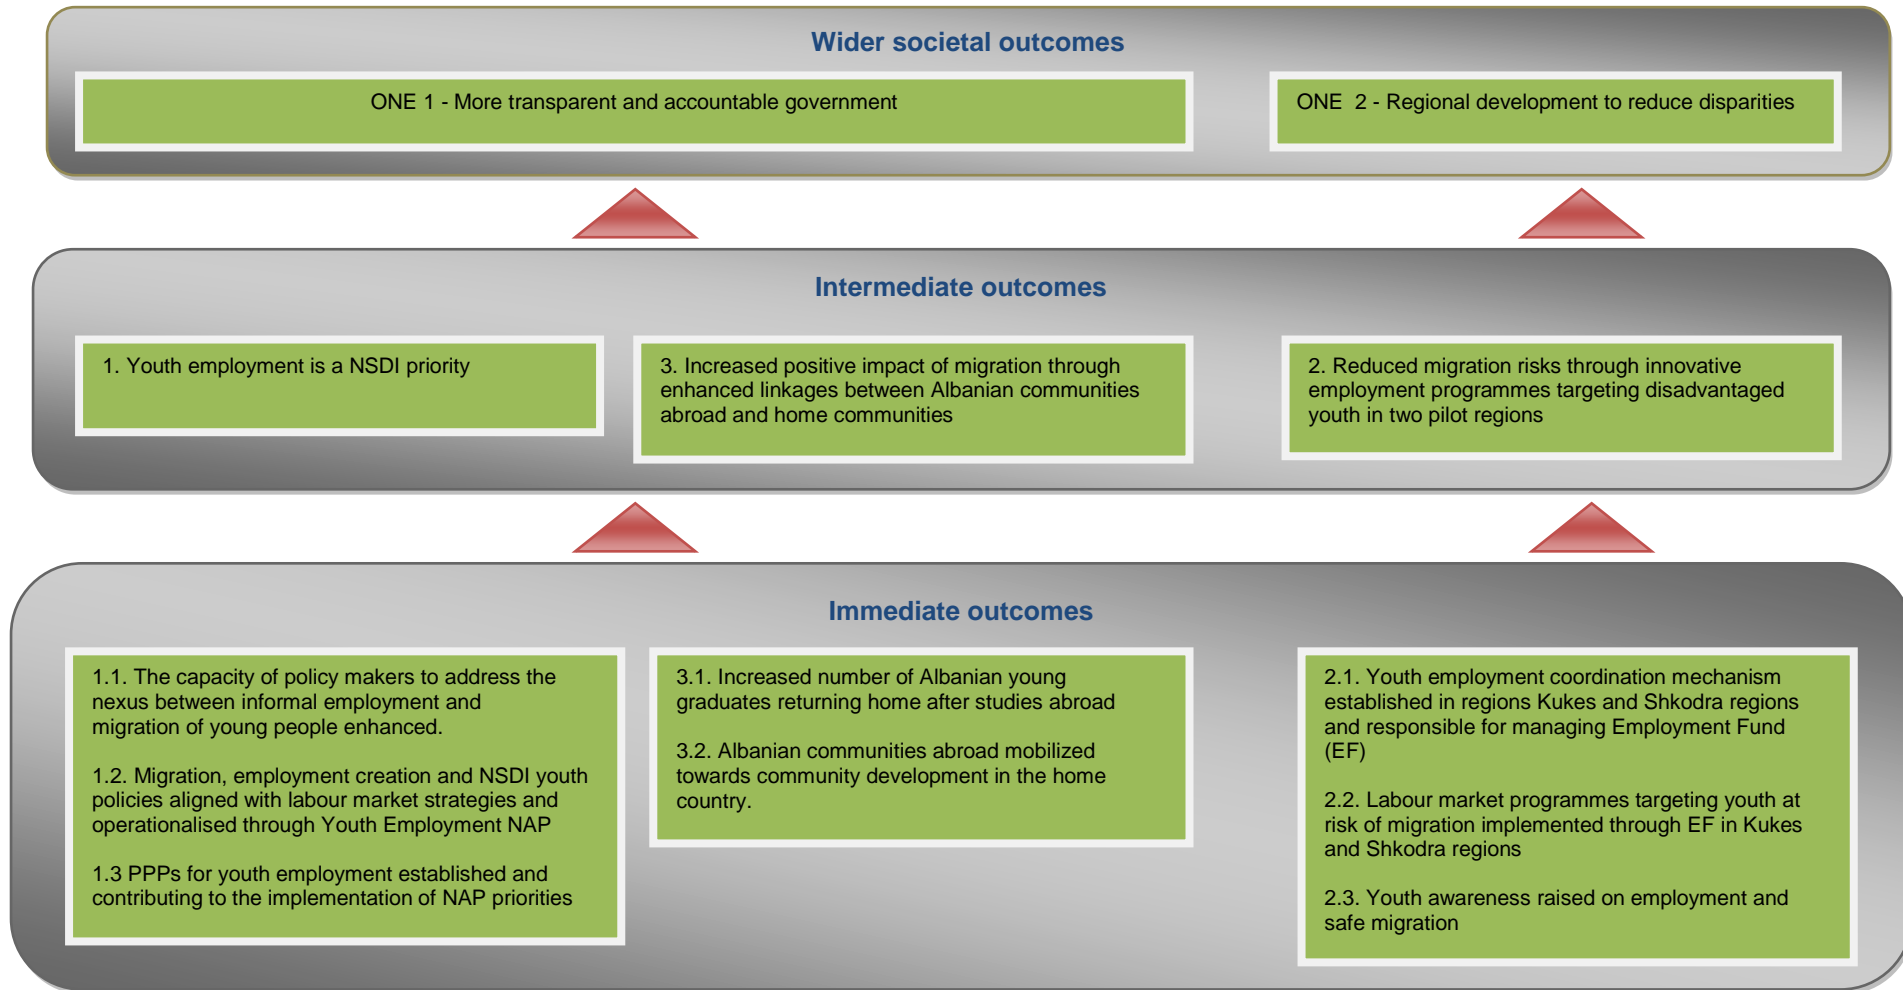 Wider societal outcomes
ONE 1 - More transparent and accountable government
ONE  2 - Regional development to reduce disparities
Intermediate outcomes
1. Youth employment is a NSDI priority
3. Increased positive impact of migration through
enhanced linkages between Albanian communities
abroad and home communities
2. Reduced migration risks through innovative
employment programmes targeting disadvantaged
youth in two pilot regions
Immediate outcomes
1.1. The capacity of policy makers to address the
nexus between informal employment and
migration of young people enhanced.
1.2. Migration, employment creation and NSDI youth
policies aligned with labour market strategies and
operationalised through Youth Employment NAP
1.3 PPPs for youth employment established and
contributing to the implementation of NAP priorities
3.1. Increased number of Albanian young
graduates returning home after studies abroad
3.2. Albanian communities abroad mobilized
towards community development in the home
country.
2.1. Youth employment coordination mechanism
established in regions Kukes and Shkodra regions
and responsible for managing Employment Fund
(EF)
2.2. Labour market programmes targeting youth at
risk of migration implemented through EF in Kukes
and Shkodra regions
2.3. Youth awareness raised on employment and
safe migration